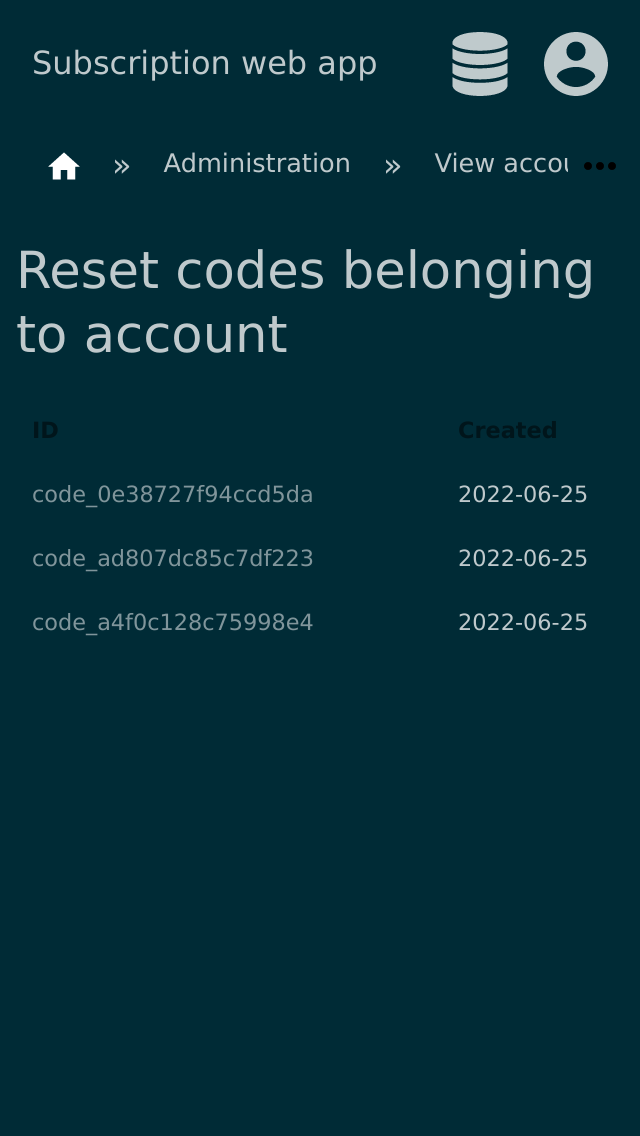 Subscription web app
» Administration » View accou
Reset codes belonging
to account
ID Created
code_0e38727f94ccd5da 2022-06-25
code_ad807dc85c7df223 2022-06-25
code_a4f0c128c75998e4 2022-06-25